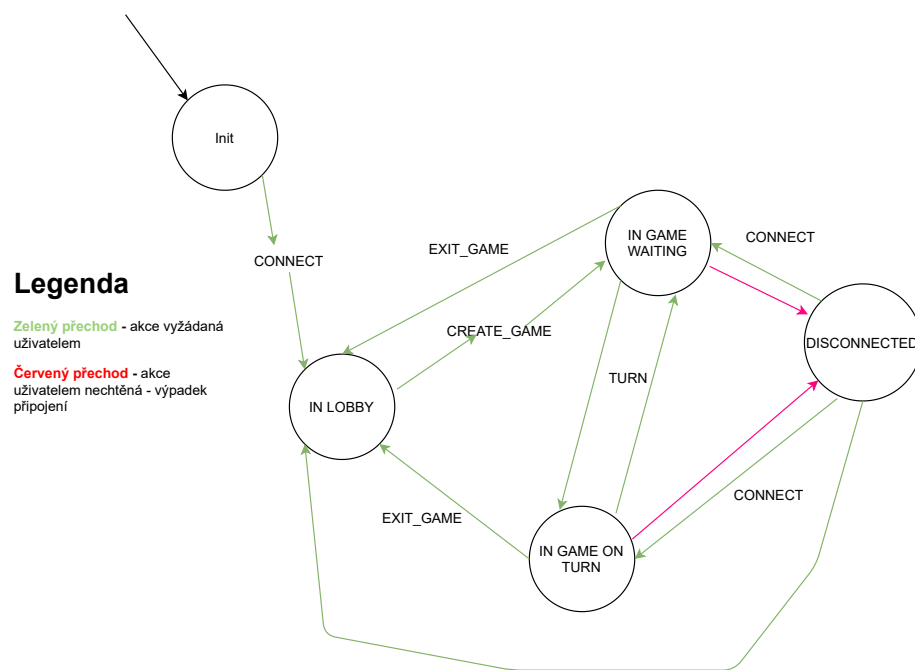 Init
CONNECT
Legenda
Zelený přechod - akce vyžádaná
uživatelem
Červený přechod - akce
uživatelem nechtěná - výpadek
připojení
EXIT_GAME
IN GAME
WAITING
CONNECT
CREATE_GAME
DISCONNECTED
TURN
IN LOBBY
EXIT_GAME
CONNECT
IN GAME ON
TURN